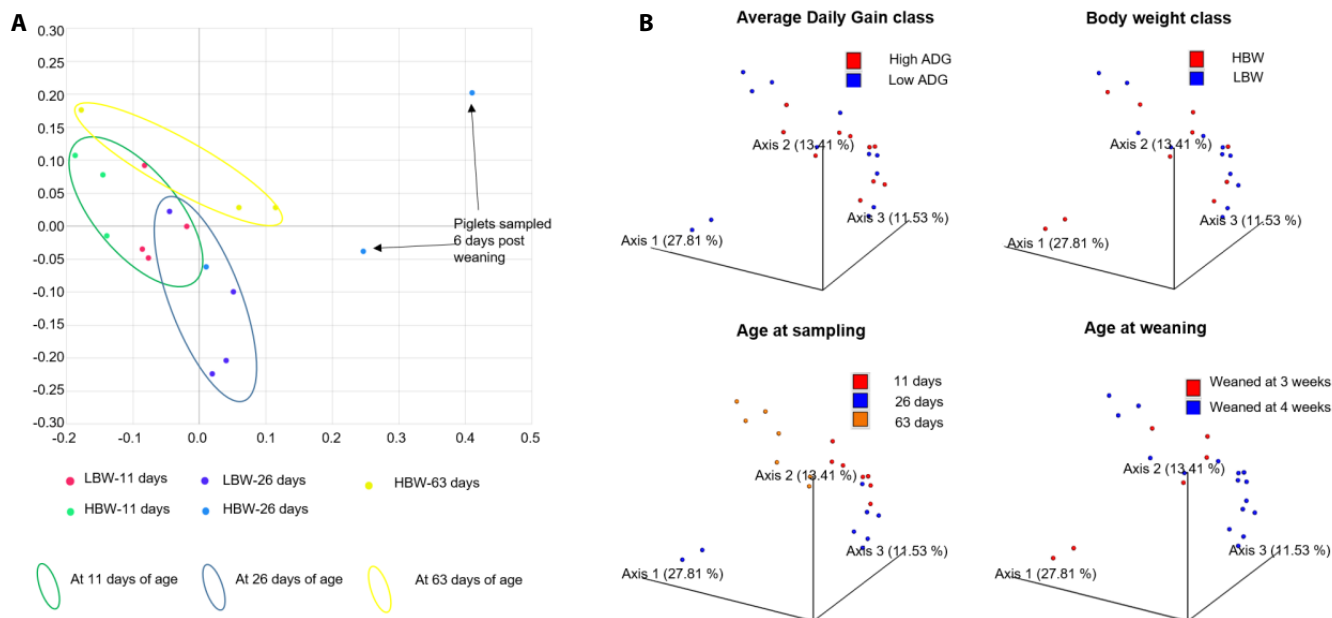 A
0.30
0.25
0.20
0.15
0.10
0.05
0.00
-0.05
-0.10
-0.15
-0.20
-0.25
-0.30
-0.2 -0.1 0.0 0.1 0.2 0.3 0.4 0.5
Piglets sampled
6 days post
weaning
LBW-11 days LBW-26 days HBW-63 days
HBW-11 days HBW-26 days
At 11 days of age At 26 days of age At 63 days of age
B
Average Daily Gain class
High ADG
Low ADG
Axis 2 (13.41 %)
Axis 3 (11.53 %)
Axis 1 (27.81 %)
Body weight class
HBW
LBW
Axis 2 (13.41 %)
Axis 3 (11.53 %)
Axis 1 (27.81 %)
Age at sampling
11 days
26 days
63 days
Axis 2 (13.41 %)
Axis 3 (11.53 %)
Axis 1 (27.81 %)
Age at weaning
Weaned at 3 weeks
Weaned at 4 weeks
Axis 2 (13.41 %)
Axis 3 (11.53 %)
Axis 1 (27.81 %)